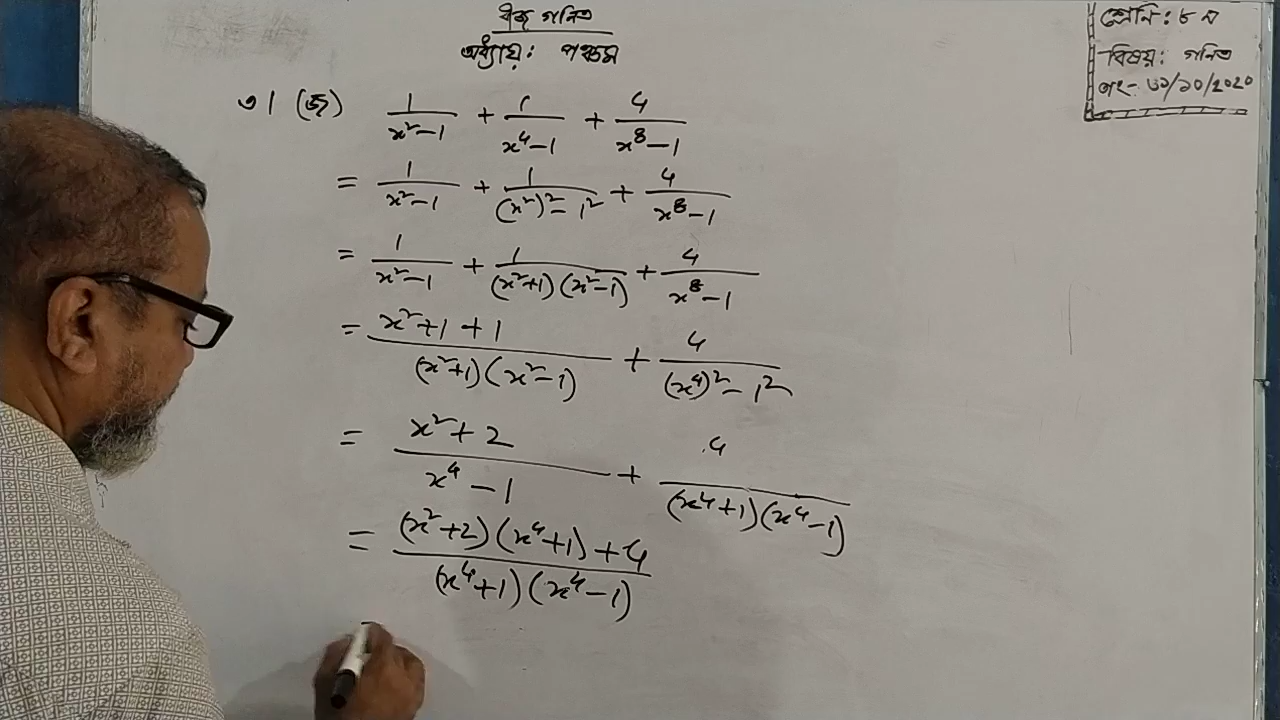 বীজ গনিত
অধ্যায়: পঞ্চম
শ্রেনি: ৮ ম
বিষয়: গনিত
তাং- ৩১/১০/২০২০
৩। (জ) 1/(x²-1) + 1/(x⁴-1) + 4/(x⁸-1)
= 1/(x²-1) + 1/((x²)²-1²) + 4/(x⁸-1)
= 1/(x²-1) + 1/((x²+1)(x²-1)) + 4/(x⁸-1)
= (x²+1+1)/((x²+1)(x²-1)) + 4/((x⁴)²-1²)
= (x²+2)/(x⁴-1) + 4/((x⁴+1)(x⁴-1))
= ((x²+2)(x⁴+1)+4)/((x⁴+1)(x⁴-1))